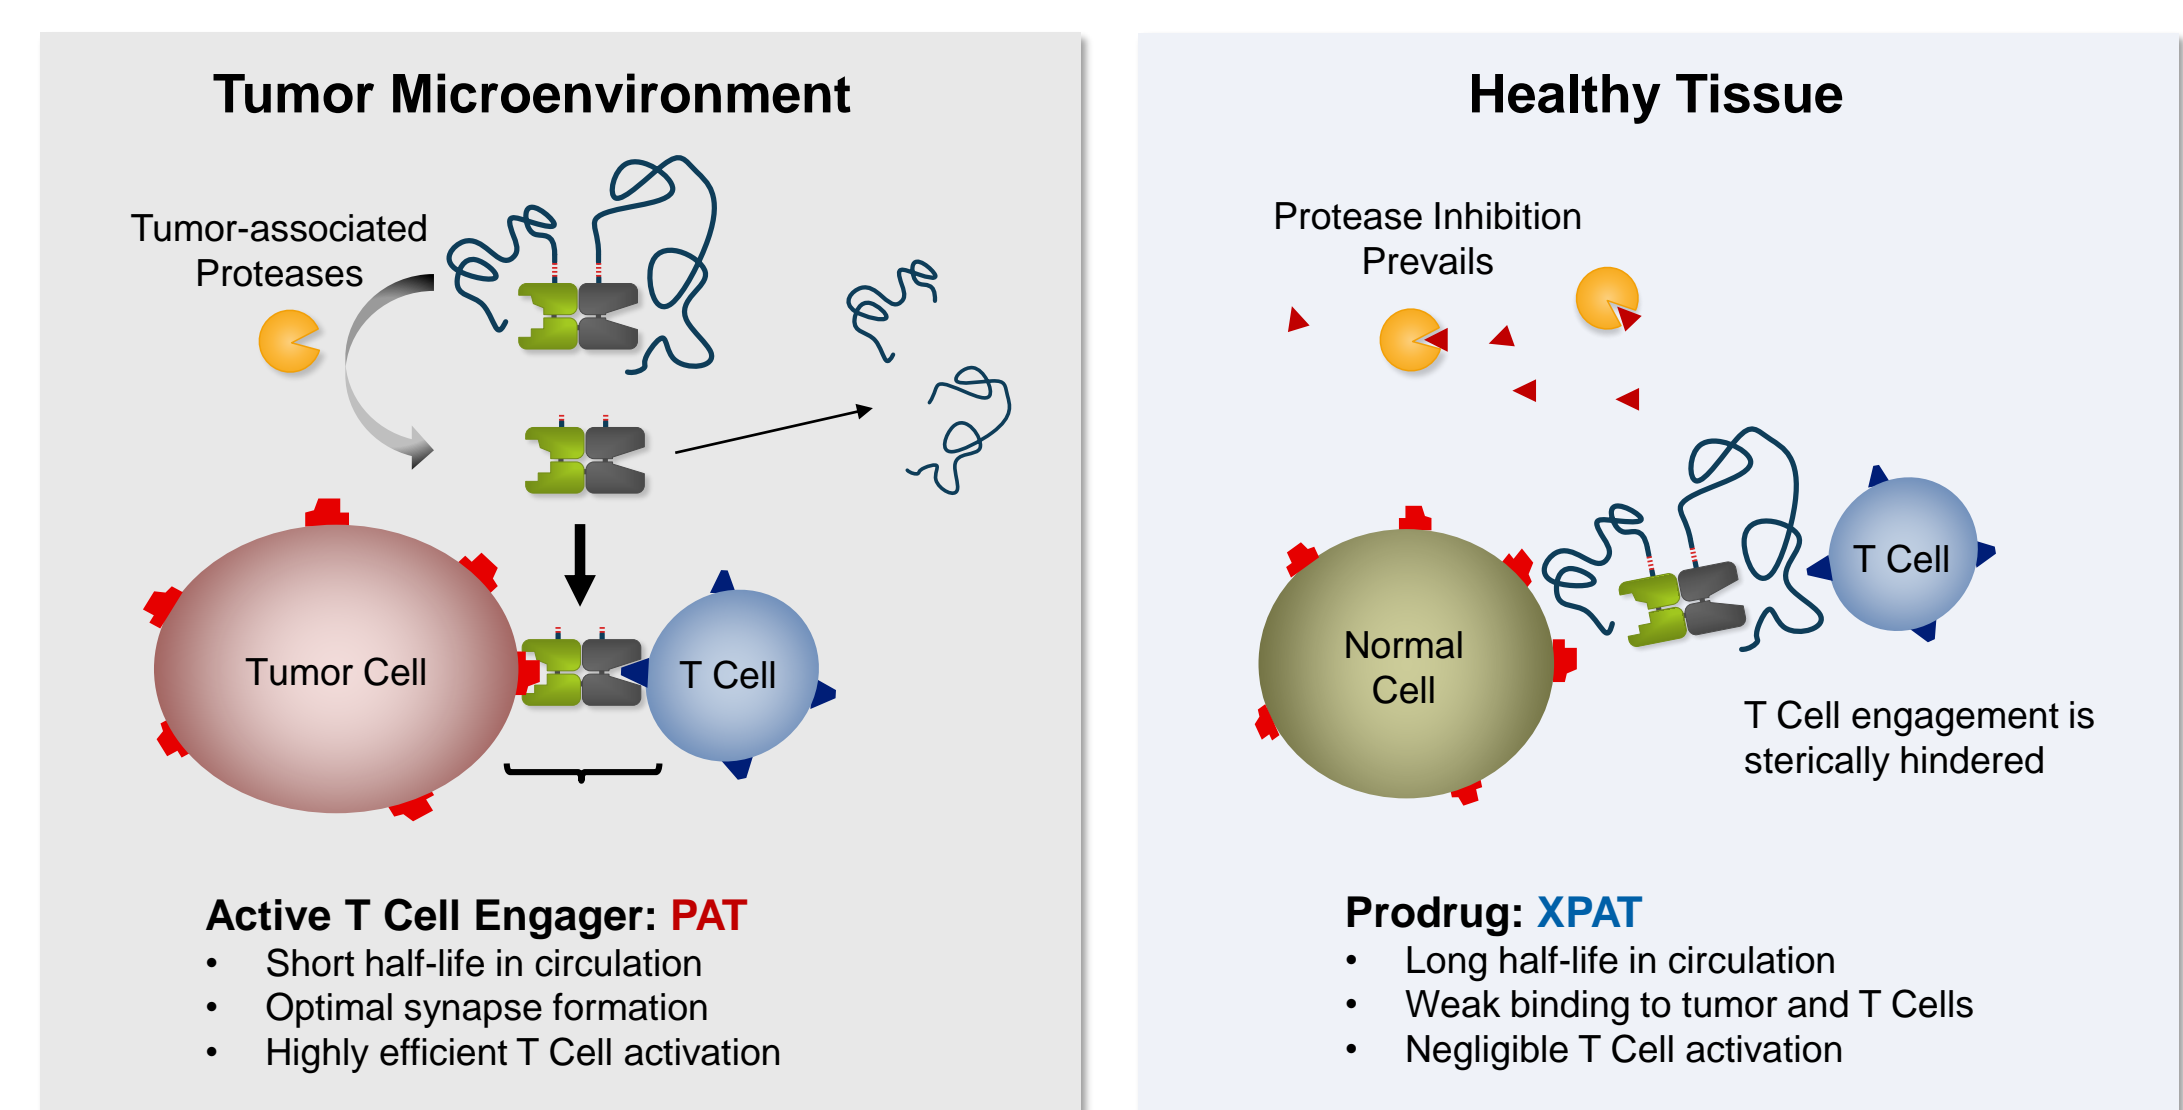 Tumor Microenvironment
Tumor-associated
Proteases
Tumor Cell
T Cell
Active T Cell Engager: PAT
• Short half-life in circulation
• Optimal synapse formation
• Highly efficient T Cell activation
Healthy Tissue
Protease Inhibition
Prevails
T Cell
Normal
Cell
T Cell engagement is
sterically hindered
Prodrug: XPAT
• Long half-life in circulation
• Weak binding to tumor and T Cells
• Negligible T Cell activation